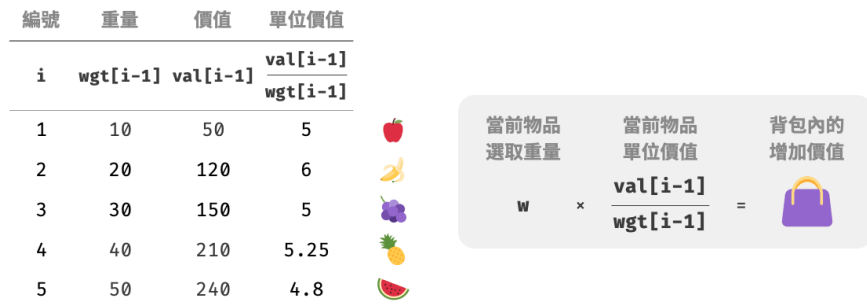 編號 重量 價值 單位價值
i wgt[i-1] val[i-1] val[i-1]
wgt[i-1]
1 10 50 5
2 20 120 6
3 30 150 5
4 40 210 5.25
5 50 240 4.8
當前物品 當前物品 背包內的
選取重量 單位價值 增加價值
w × val[i-1] =
wgt[i-1]